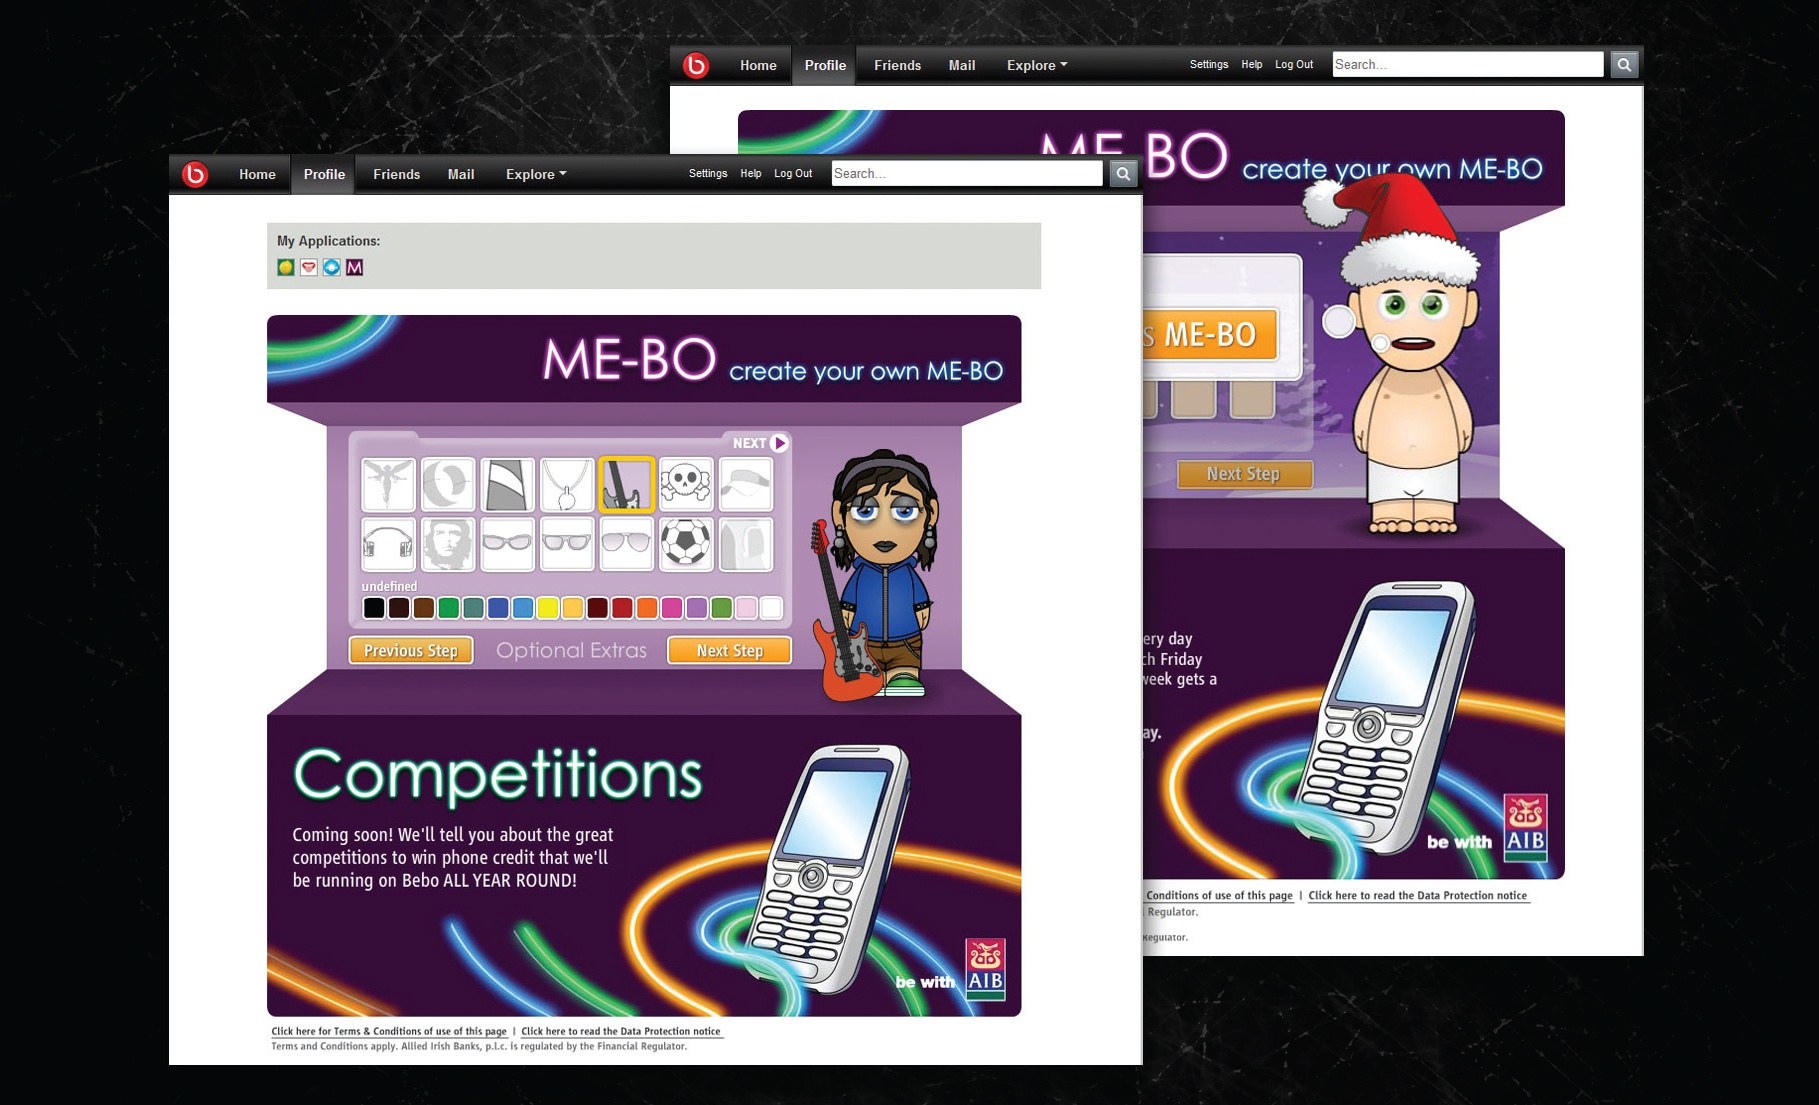 Home
Profile
Friends
Mail
Explore
Settings
Help
Log Out
Search...
ME-BO create your own ME-BO
ME-BO
Next Step
ery day
ch Friday
week gets a
ay.
be with AIB
Conditions of use of this page | Click here to read the Data Protection notice
Regulator.
Regulator.
Home
Profile
Friends
Mail
Explore
Settings
Help
Log Out
Search...
My Applications:
M
ME-BO create your own ME-BO
NEXT
undefined
Previous Step
Optional Extras
Next Step
Competitions
Coming soon! We'll tell you about the great
competitions to win phone credit that we'll
be running on Bebo ALL YEAR ROUND!
be with AIB
Click here for Terms & Conditions of use of this page | Click here to read the Data Protection notice
Terms and Conditions apply. Allied Irish Banks, p.l.c. is regulated by the Financial Regulator.